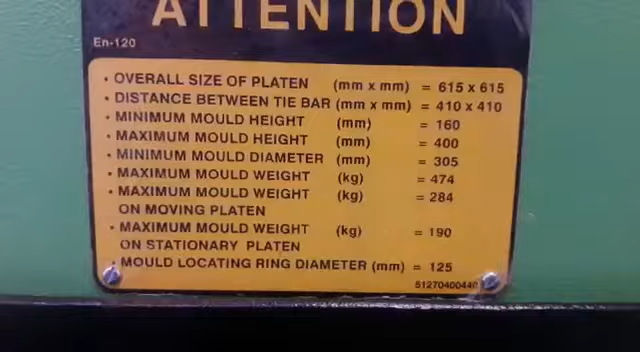 ATTENTION
En-120
• OVERALL SIZE OF PLATEN (mm x mm) = 615 x 615
• DISTANCE BETWEEN TIE BAR (mm x mm) = 410 x 410
• MINIMUM MOULD HEIGHT (mm) = 160
• MAXIMUM MOULD HEIGHT (mm) = 400
• MINIMUM MOULD DIAMETER (mm) = 305
• MAXIMUM MOULD WEIGHT (kg) = 474
• MAXIMUM MOULD WEIGHT (kg) = 284
ON MOVING PLATEN
• MAXIMUM MOULD WEIGHT (kg) = 190
ON STATIONARY PLATEN
• MOULD LOCATING RING DIAMETER (mm) = 125
51270400440